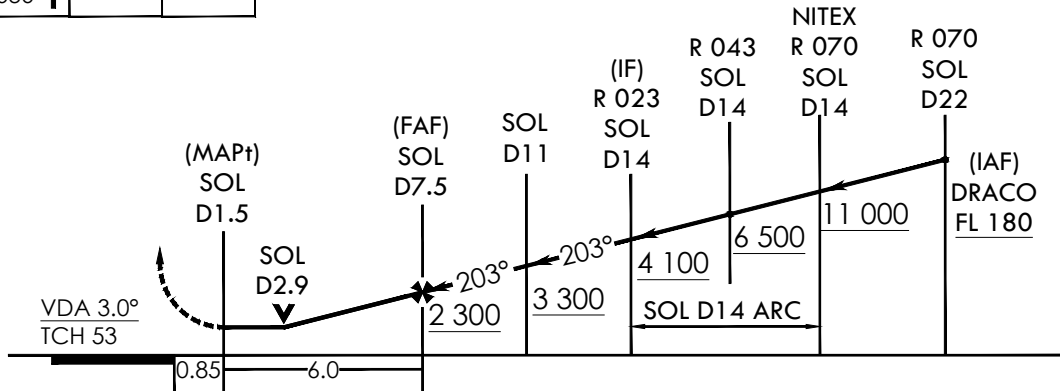 NITEX
R 070
SOL
D14
R 070
SOL
D22
R 043
SOL
D14
(IF)
R 023
SOL
D14
SOL
D11
(FAF)
SOL
D7.5
(MAPt)
SOL
D1.5
SOL
D2.9
(IAF)
DRACO
FL 180
11 000
6 500
4 100
203°
203°
3 300
2 300
SOL D14 ARC
VDA 3.0°
TCH 53
0.85
6.0